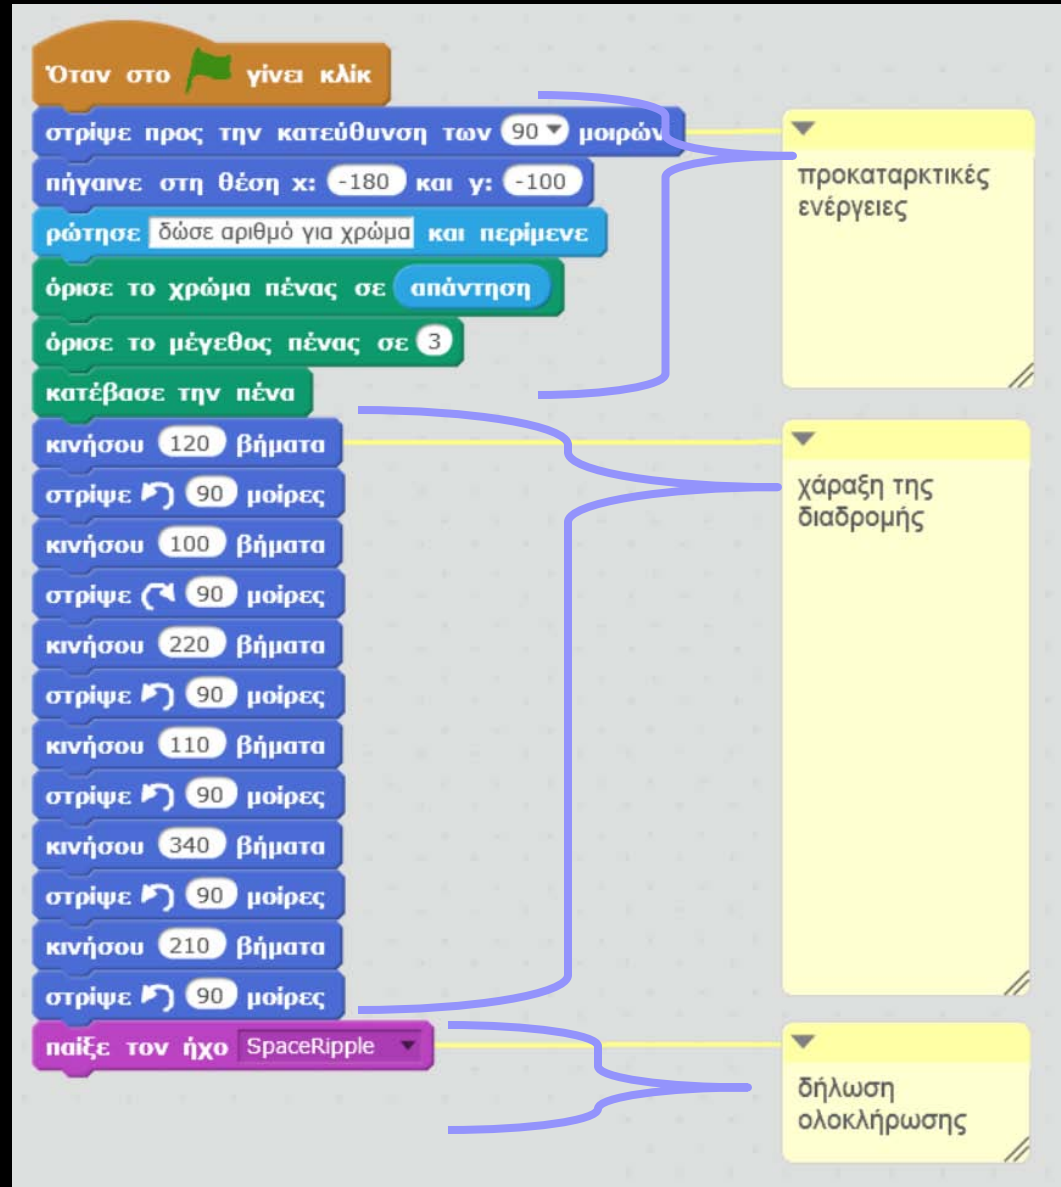 Όταν στο γίνει κλίκ
στρίψε προς την κατεύθυνση των 90 μοιρών
πήγαινε στη θέση x: -180 και y: -100
ρώτησε δώσε αριθμό για χρώμα και περίμενε
όρισε το χρώμα πένας σε απάντηση
όρισε το μέγεθος πένας σε 3
κατέβασε την πένα
κινήσου 120 βήματα
στρίψε 90 μοίρες
κινήσου 100 βήματα
στρίψε 90 μοίρες
κινήσου 220 βήματα
στρίψε 90 μοίρες
κινήσου 110 βήματα
στρίψε 90 μοίρες
κινήσου 340 βήματα
στρίψε 90 μοίρες
κινήσου 210 βήματα
στρίψε 90 μοίρες
παίξε τον ήχο SpaceRipple
προκαταρκτικές
ενέργειες
χάραξη της
διαδρομής
δήλωση
ολοκλήρωσης